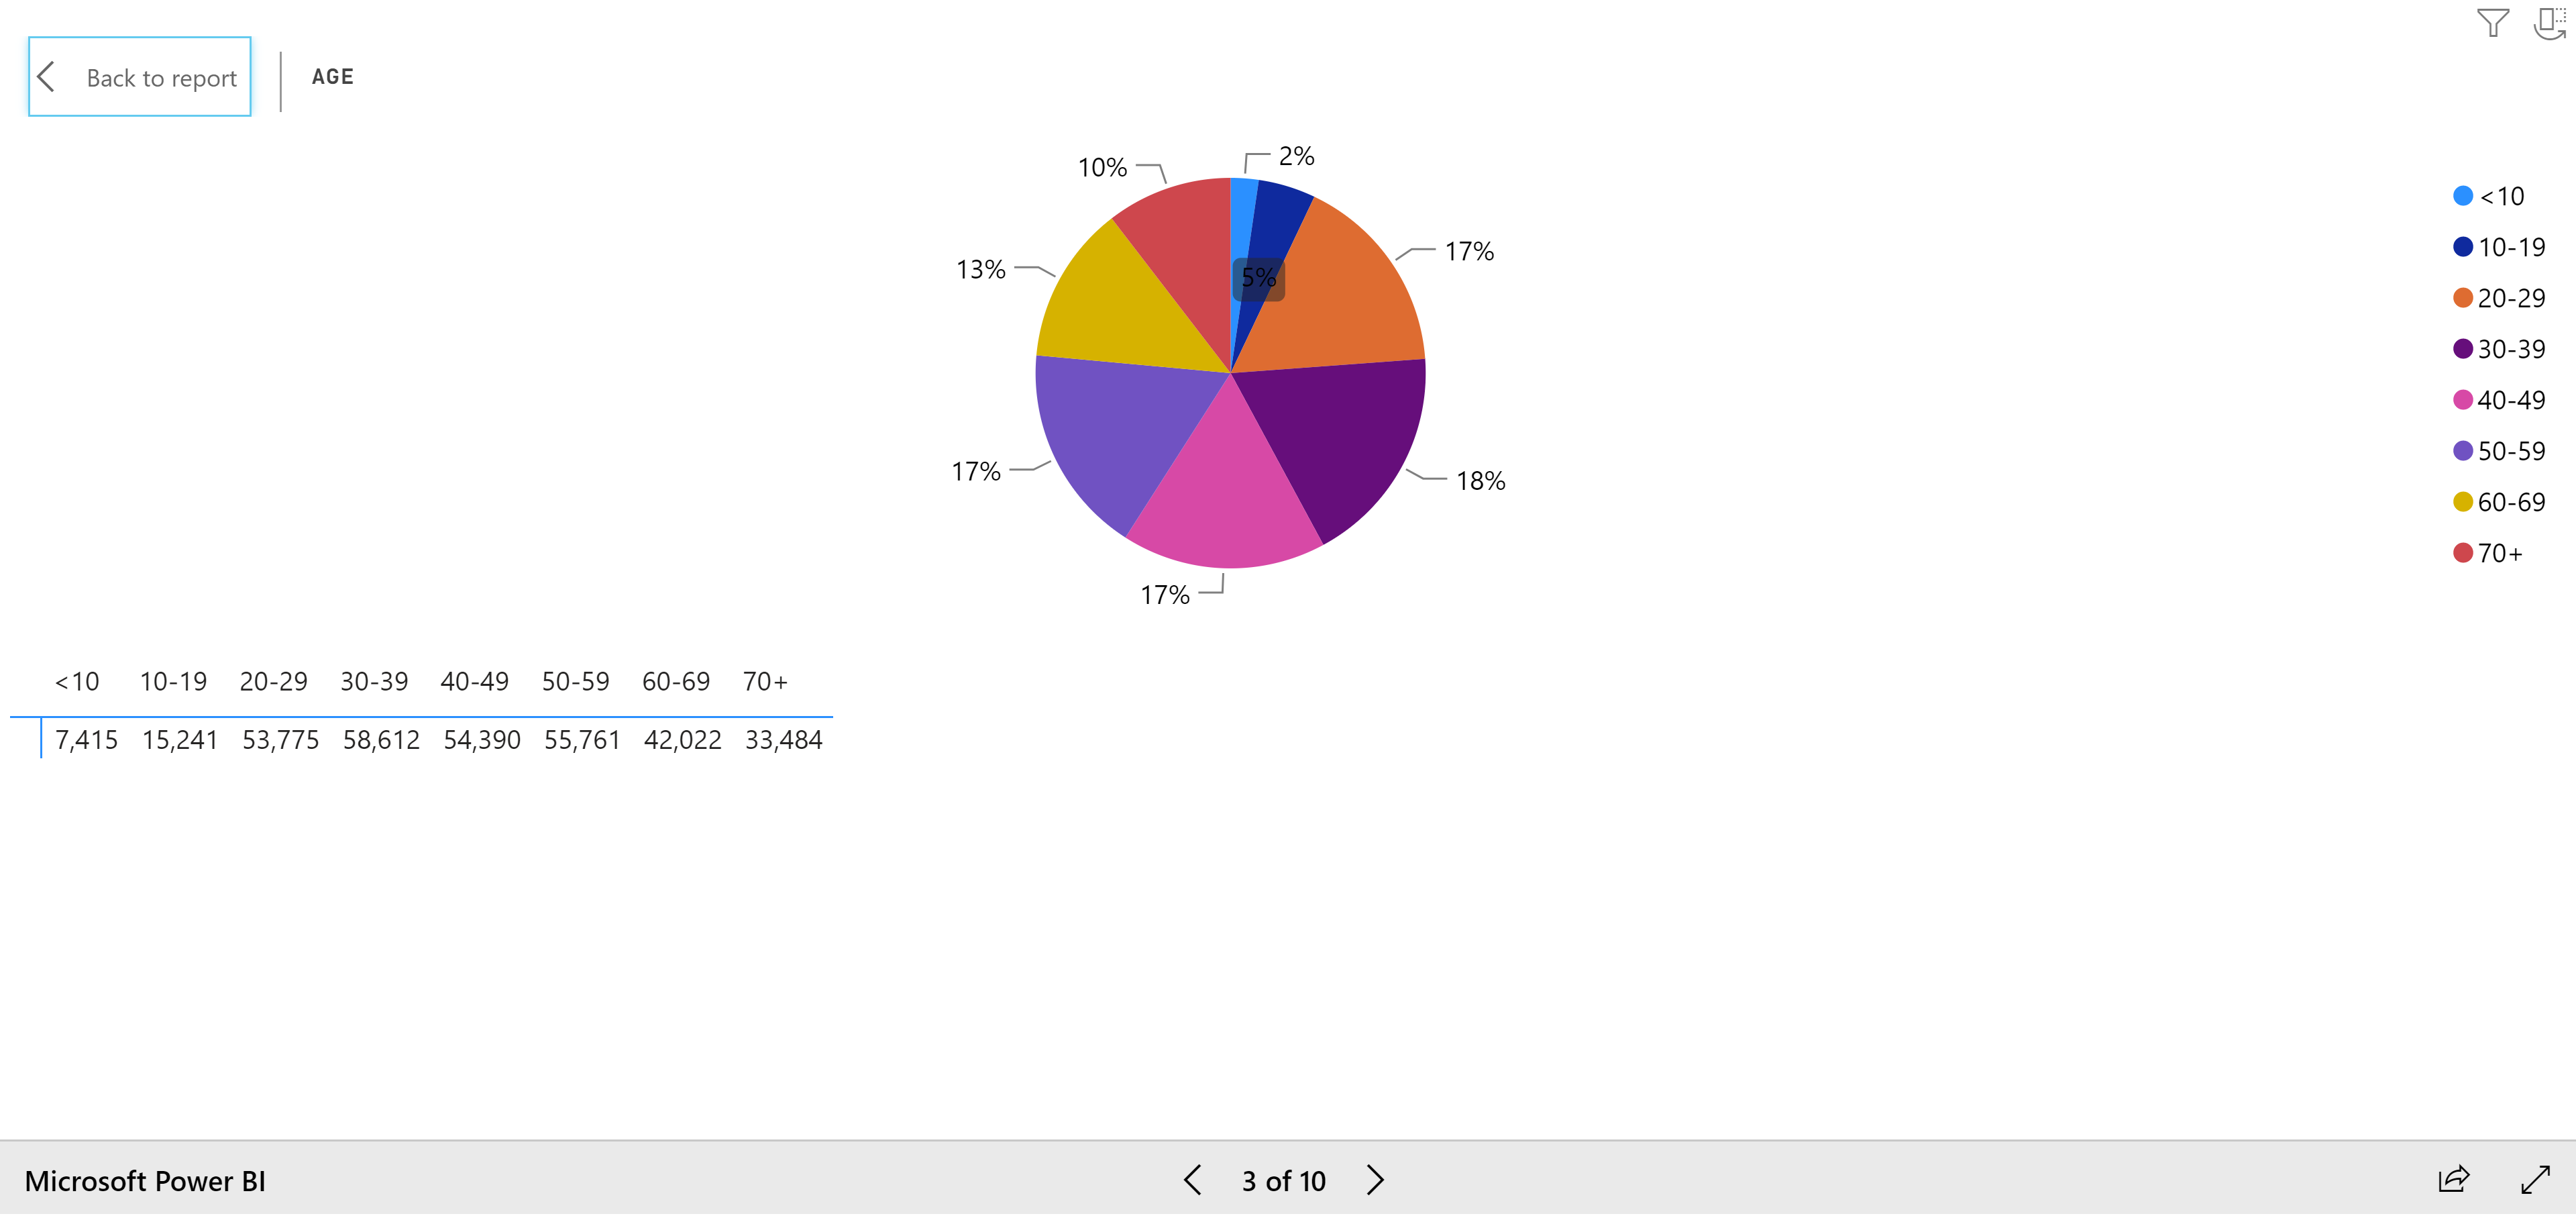 Back to report
AGE
10%
2%
17%
13%
5%
17%
18%
17%
<10
10-19
20-29
30-39
40-49
50-59
60-69
70+
<10 10-19 20-29 30-39 40-49 50-59 60-69 70+
7,415 15,241 53,775 58,612 54,390 55,761 42,022 33,484
Microsoft Power BI
3 of 10